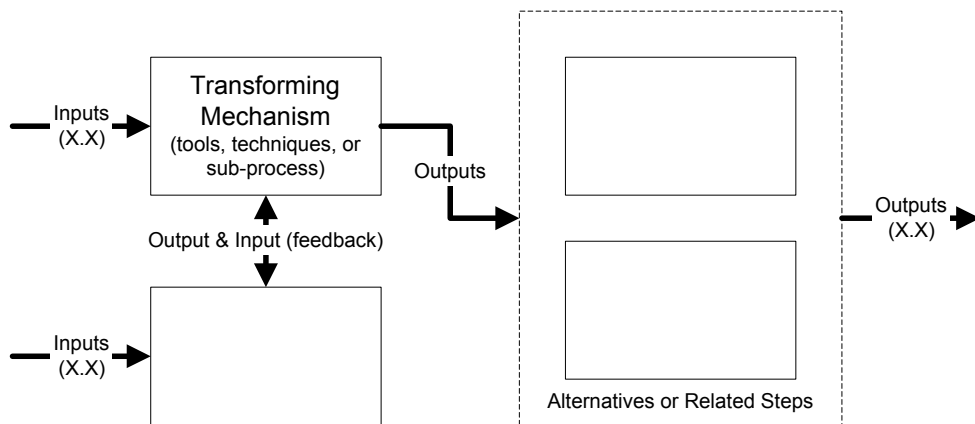 Inputs
(X.X)
Transforming
Mechanism
(tools, techniques, or
sub-process)
Outputs
Output & Input (feedback)
Inputs
(X.X)
Alternatives or Related Steps
Outputs
(X.X)